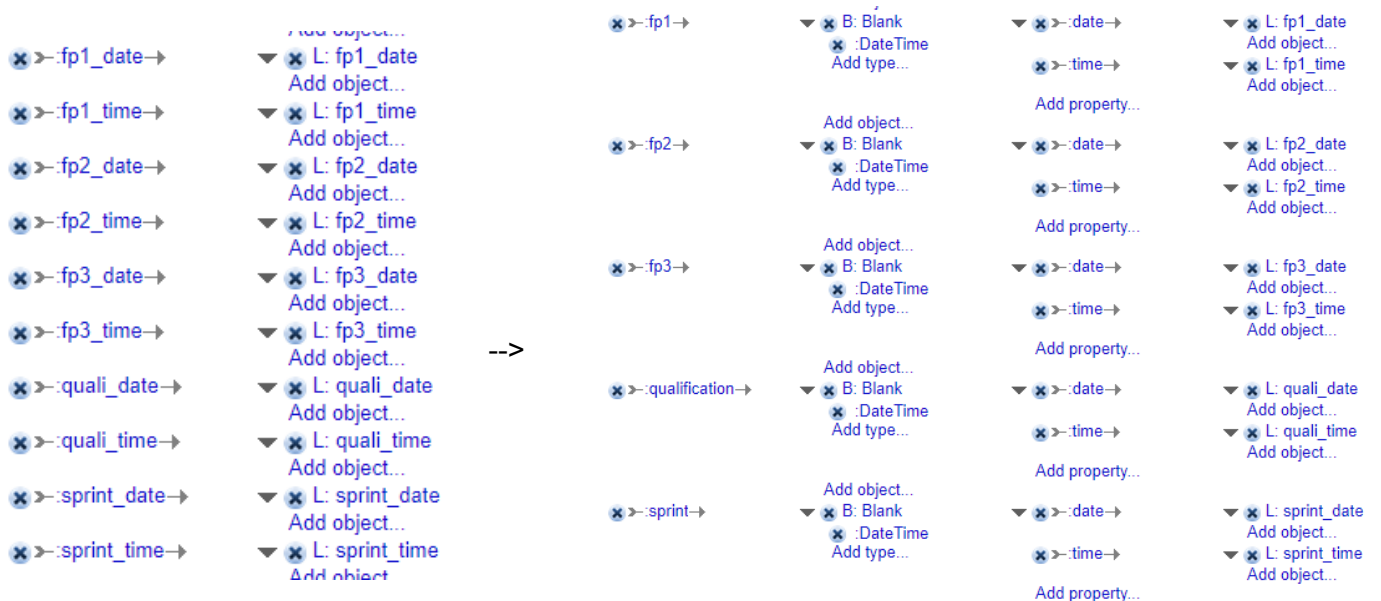 :fp1_date L: fp1_date
Add object...
:fp1_time L: fp1_time
Add object...
:fp2_date L: fp2_date
Add object...
:fp2_time L: fp2_time
Add object...
:fp3_date L: fp3_date
Add object...
:fp3_time L: fp3_time
Add object...
:quali_date L: quali_date
Add object...
:quali_time L: quali_time
Add object...
:sprint_date L: sprint_date
Add object...
:sprint_time L: sprint_time
Add object
-->
:fp1 B: Blank :date L: fp1_date
:DateTime Add object...
Add type... :time L: fp1_time
Add object...
Add property...
Add object...
:fp2 B: Blank :date L: fp2_date
:DateTime Add object...
Add type... :time L: fp2_time
Add object...
Add property...
Add object...
:fp3 B: Blank :date L: fp3_date
:DateTime Add object...
Add type... :time L: fp3_time
Add object...
Add property...
Add object...
:qualification B: Blank :date L: quali_date
:DateTime Add object...
Add type... :time L: quali_time
Add object...
Add property...
Add object...
:sprint B: Blank :date L: sprint_date
:DateTime Add object...
Add type... :time L: sprint_time
Add object...
Add property...